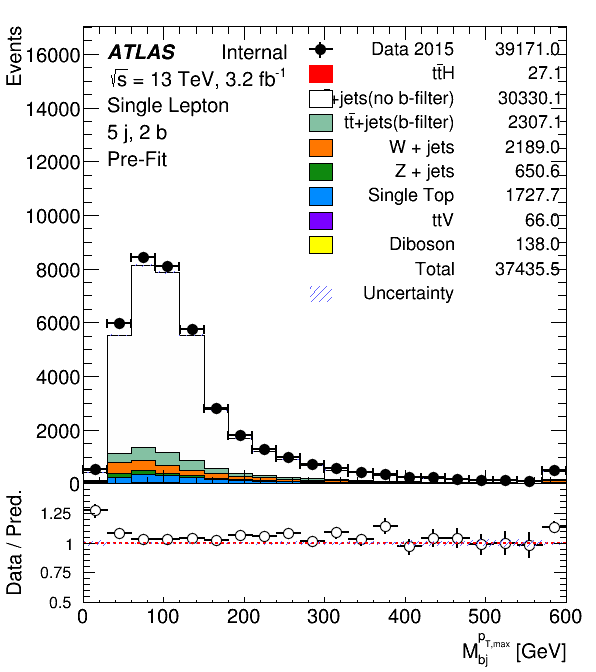 Events
16000
14000
12000
10000
8000
6000
4000
2000
0
ATLAS Internal
√s = 13 TeV, 3.2 fb⁻¹
Single Lepton
5 j, 2 b
Pre-Fit
Data 2015 39171.0
tt̄H 27.1
+jets(no b-filter) 30330.1
tt̄+jets(b-filter) 2307.1
W + jets 2189.0
Z + jets 650.6
Single Top 1727.7
ttV 66.0
Diboson 138.0
Total 37435.5
Uncertainty
Data / Pred.
1.25
1
0.75
0.5
0 100 200 300 400 500 600
M_bj^pT,max [GeV]